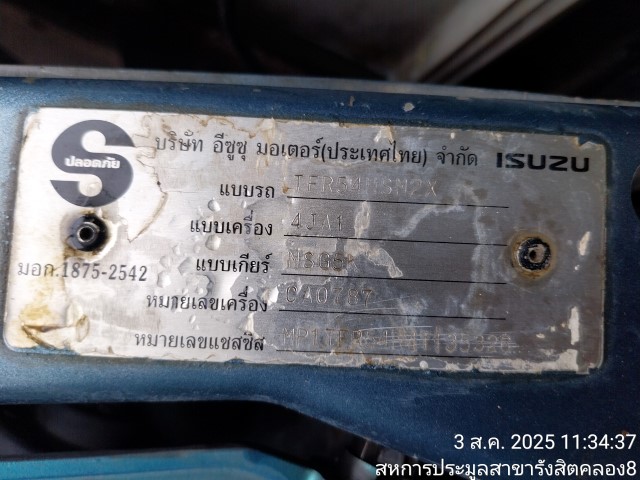 S
ปลอดภัย
บริษัท อีซูซุ มอเตอร์(ประเทศไทย) จำกัด ISUZU
แบบรถ
แบบเครื่อง 4JA1
มอก.1875-2542
แบบเกียร์
หมายเลขเครื่อง
หมายเลขแชสซีส
3 ส.ค. 2025 11:34:37
สหการประมูลสาขารังสิตคลอง8